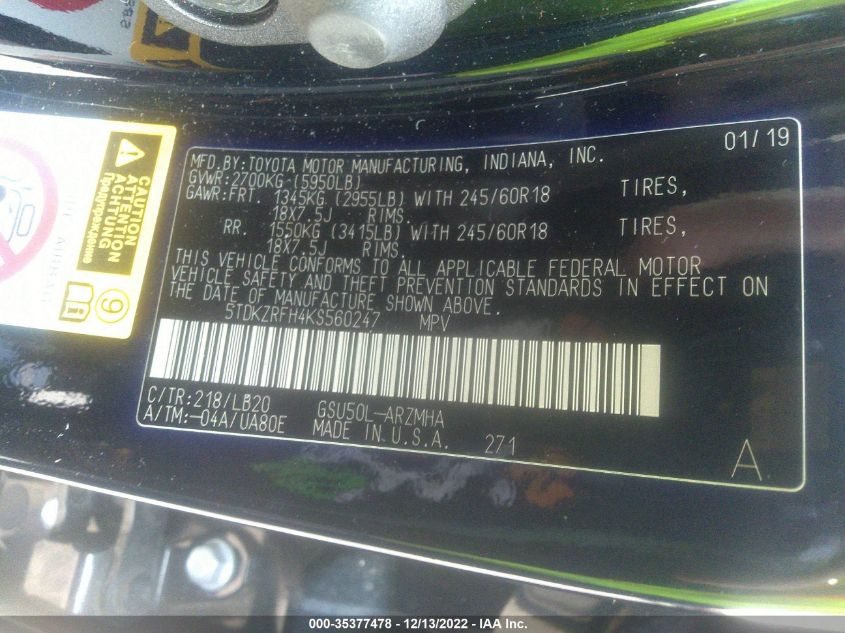 01/19
MFD.BY:TOYOTA MOTOR MANUFACTURING, INDIANA, INC.
GVWR:2700KG (5950LB)
GAWR:FRT. 1345KG (2955LB) WITH 245/60R18 TIRES,
18X7.5J RIMS.
RR. 1550KG (3415LB) WITH 245/60R18 TIRES,
18X7.5J RIMS.
THIS VEHICLE CONFORMS TO ALL APPLICABLE FEDERAL MOTOR
VEHICLE SAFETY AND THEFT PREVENTION STANDARDS IN EFFECT ON
THE DATE OF MANUFACTURE SHOWN ABOVE.
5TDKZRFH4KS560247 MPV
C/TR:218/LB20 GSU50L-ARZMHA
A/TM:-04A/UA80E MADE IN U.S.A. 271
A
CAUTION
ATTENTION
ACHTUNG
Предупреждение
9
AIRBAG
000-35377478 - 12/13/2022 - IAA Inc.